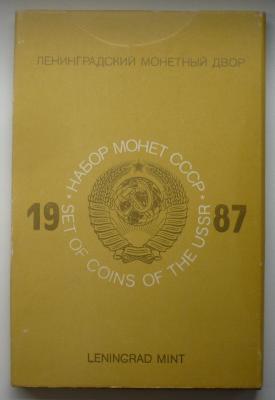 ЛЕНИНГРАДСКИЙ МОНЕТНЫЙ ДВОР
• НАБОР МОНЕТ СССР •
19 87
SET OF COINS OF THE USSR
LENINGRAD MINT